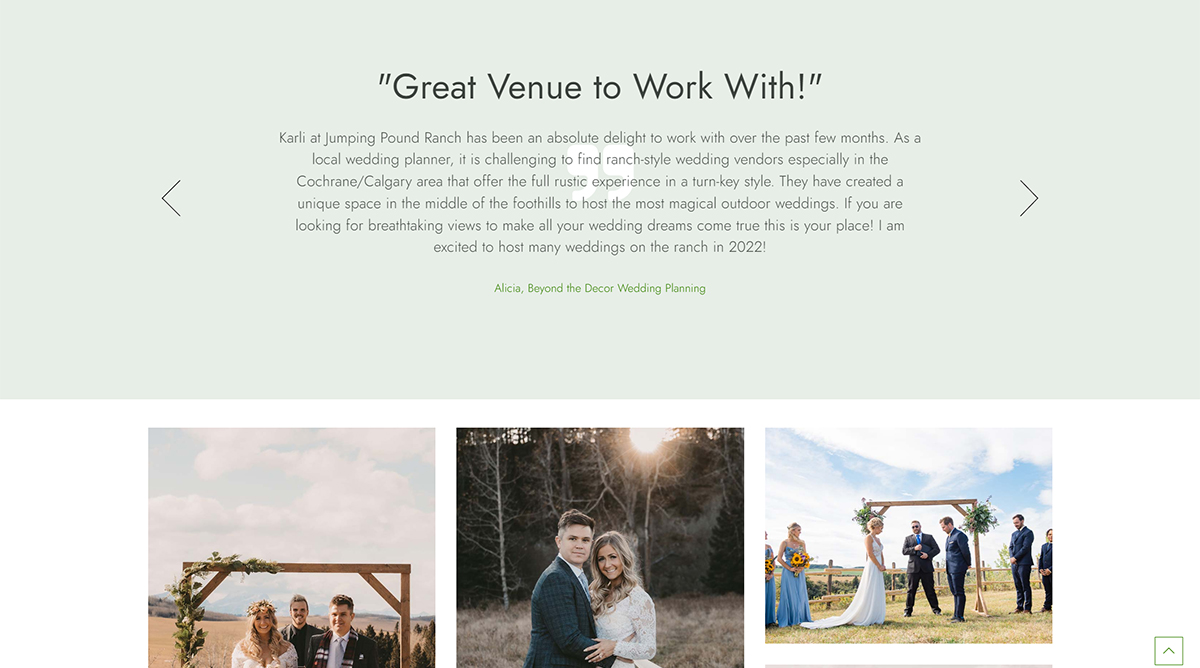 "Great Venue to Work With!"
Karli at Jumping Pound Ranch has been an absolute delight to work with over the past few months. As a
local wedding planner, it is challenging to find ranch-style wedding vendors especially in the
Cochrane/Calgary area that offer the full rustic experience in a turn-key style. They have created a
unique space in the middle of the foothills to host the most magical outdoor weddings. If you are
looking for breathtaking views to make all your wedding dreams come true this is your place! I am
excited to host many weddings on the ranch in 2022!
Alicia, Beyond the Decor Wedding Planning